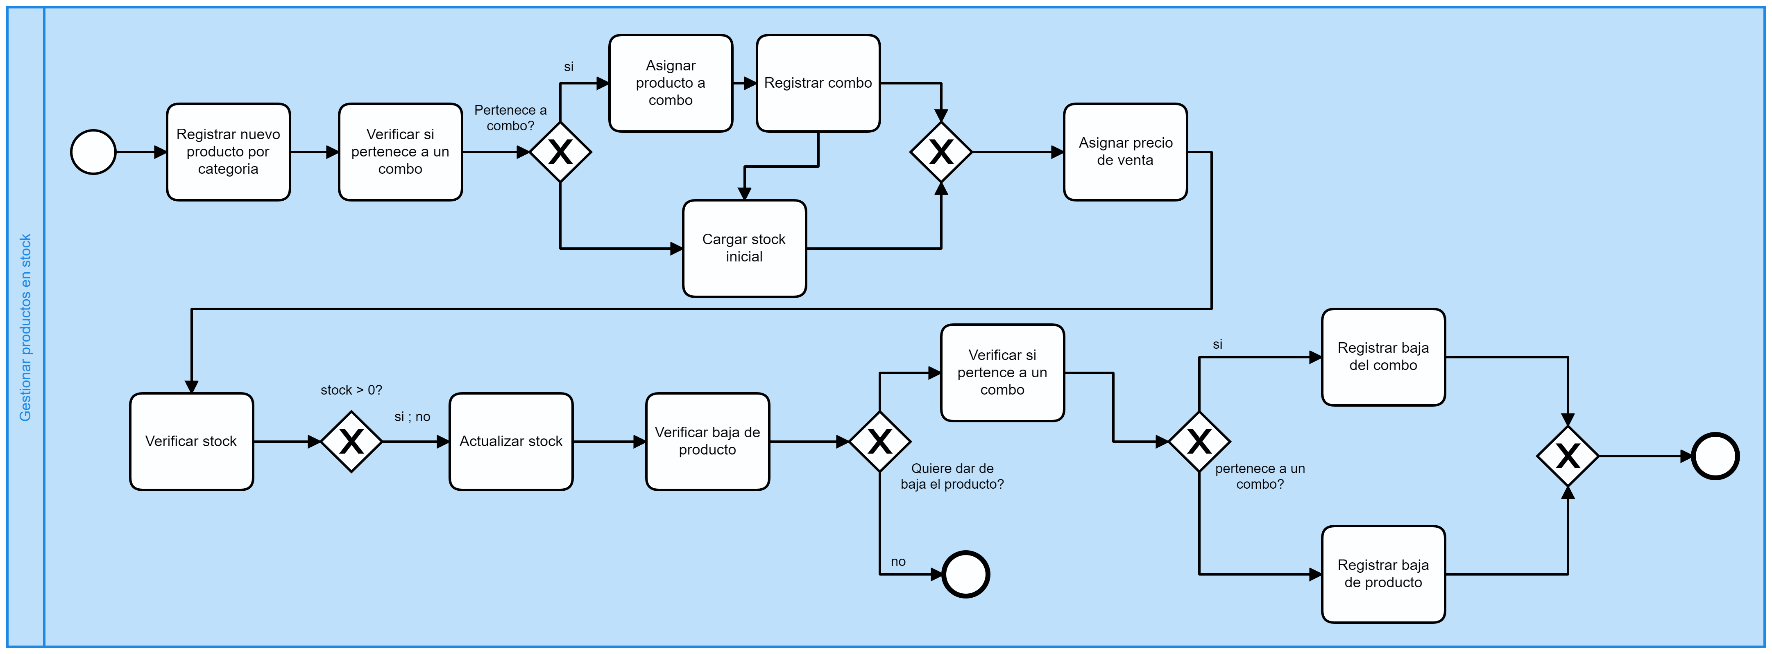 Gestionar productos en stock
Registrar nuevo
producto por
categoria
Verificar si
pertenece a un
combo
Pertenece a
combo?
si
Asignar
producto a
combo
Registrar combo
Cargar stock
inicial
Asignar precio
de venta
Verificar stock
stock > 0?
si ; no
Actualizar stock
Verificar baja de
producto
Quiere dar de
baja el producto?
no
Verificar si
pertence a un
combo
pertenece a un
combo?
si
Registrar baja
del combo
Registrar baja
de producto